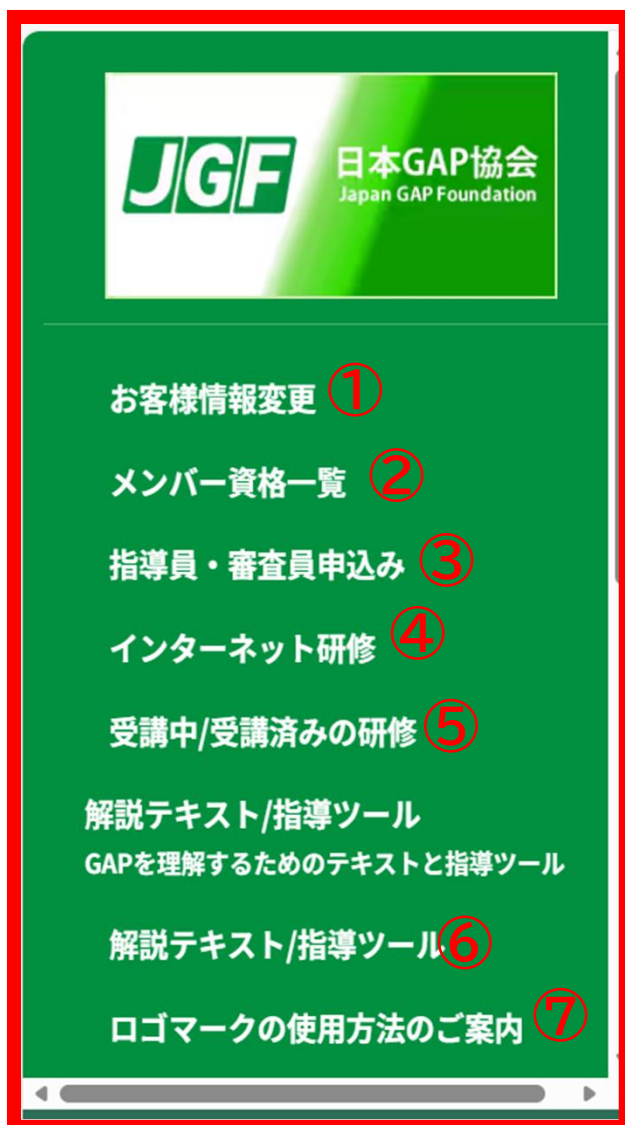 JGF
日本GAP協会
Japan GAP Foundation
お客様情報変更 ①
メンバー資格一覧 ②
指導員・審査員申込み ③
インターネット研修 ④
受講中/受講済みの研修 ⑤
解説テキスト/指導ツール
GAPを理解するためのテキストと指導ツール
解説テキスト/指導ツール ⑥
ロゴマークの使用方法のご案内 ⑦